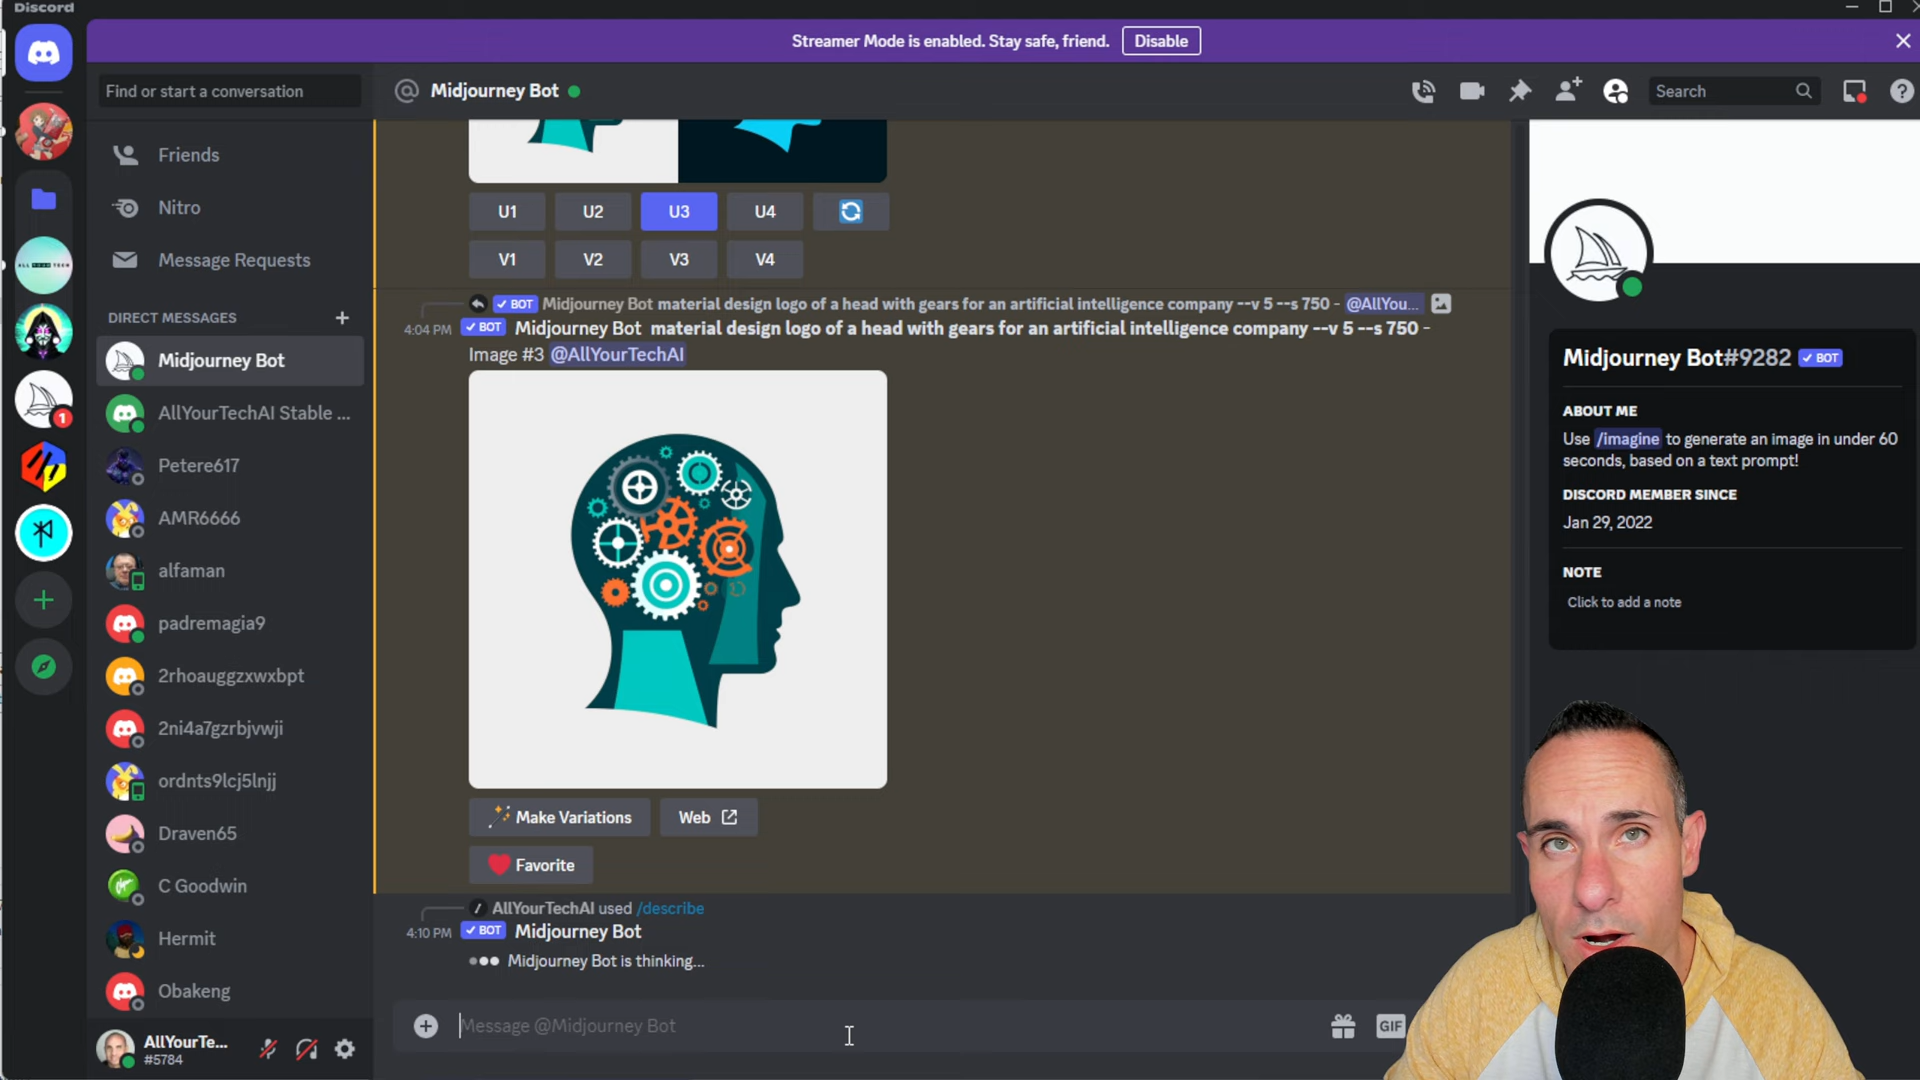 Discord
Streamer Mode is enabled. Stay safe, friend. Disable
Find or start a conversation
Midjourney Bot
Search
Friends
Nitro
Message Requests
DIRECT MESSAGES
Midjourney Bot
AllYourTechAI Stable ...
Petere617
AMR6666
alfaman
padremagia9
2rhoauggzxwxbpt
2ni4a7gzrbjvwji
ordnts9lcj5lnjj
Draven65
C Goodwin
Hermit
Obakeng
AllYourTe...
#5784
1
ALL YOUR TECH
U1 U2 U3 U4
V1 V2 V3 V4
BOT Midjourney Bot material design logo of a head with gears for an artificial intelligence company --v 5 --s 750 - @AllYou...
4:04 PM BOT Midjourney Bot material design logo of a head with gears for an artificial intelligence company --v 5 --s 750 -
Image #3 @AllYourTechAI
Make Variations Web
Favorite
AllYourTechAI used /describe
4:10 PM BOT Midjourney Bot
Midjourney Bot is thinking...
Message @Midjourney Bot
GIF
Midjourney Bot#9282 BOT
ABOUT ME
Use /imagine to generate an image in under 60
seconds, based on a text prompt!
DISCORD MEMBER SINCE
Jan 29, 2022
NOTE
Click to add a note